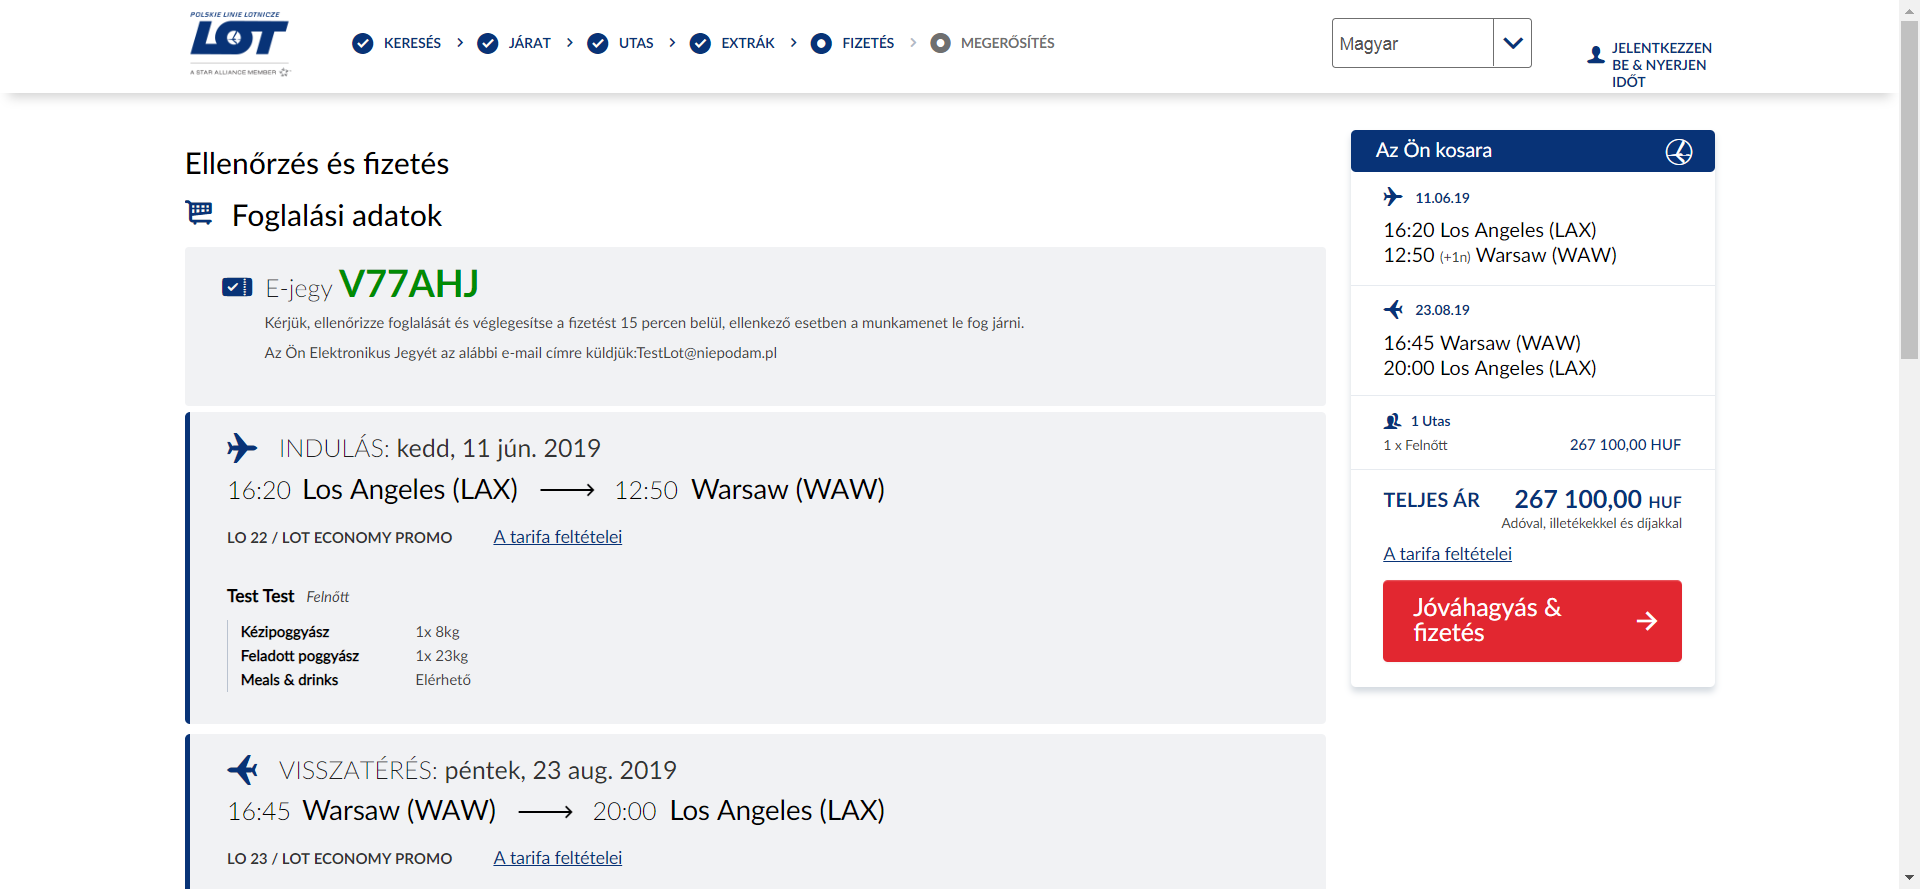 POLSKIE LINIE LOTNICZE
LOT
A STAR ALLIANCE MEMBER
KERESÉS
JÁRAT
UTAS
EXTRÁK
FIZETÉS
MEGERŐSÍTÉS
Magyar
JELENTKEZZEN
BE & NYERJEN
IDŐT
Ellenőrzés és fizetés
Foglalási adatok
E-jegy V77AHJ
Kérjük, ellenőrizze foglalását és véglegesítse a fizetést 15 percen belül, ellenkező esetben a munkamenet le fog járni.
Az Ön Elektronikus Jegyét az alábbi e-mail címre küldjük:TestLot@niepodam.pl
INDULÁS: kedd, 11 jún. 2019
16:20 Los Angeles (LAX) 12:50 Warsaw (WAW)
LO 22 / LOT ECONOMY PROMO A tarifa feltételei
Test Test Felnőtt
Kézipoggyász 1x 8kg
Feladott poggyász 1x 23kg
Meals & drinks Elérhető
VISSZATÉRÉS: péntek, 23 aug. 2019
16:45 Warsaw (WAW) 20:00 Los Angeles (LAX)
LO 23 / LOT ECONOMY PROMO A tarifa feltételei
Az Ön kosara
11.06.19
16:20 Los Angeles (LAX)
12:50 (+1n) Warsaw (WAW)
23.08.19
16:45 Warsaw (WAW)
20:00 Los Angeles (LAX)
1 Utas
1 x Felnőtt 267 100,00 HUF
TELJES ÁR 267 100,00 HUF
Adóval, illetékekkel és díjakkal
A tarifa feltételei
Jóváhagyás &
fizetés